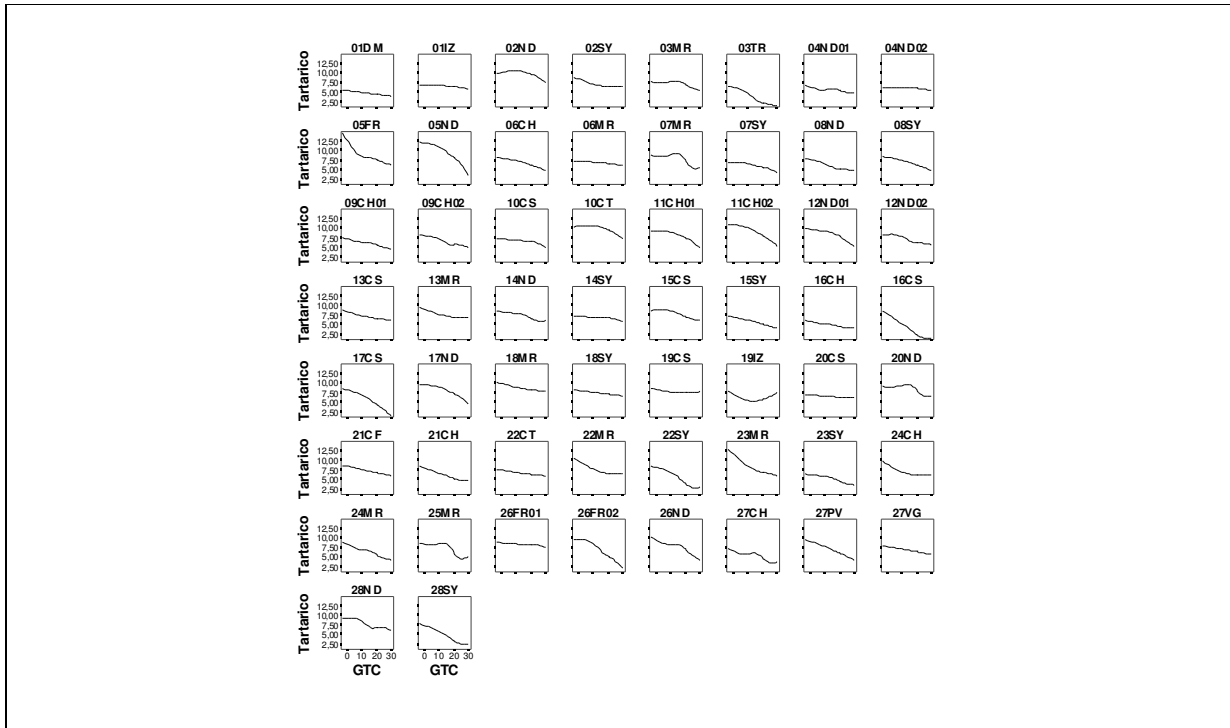 01DM 01IZ 02ND 02SY 03MR 03TR 04ND01 04ND02
Tartarico
12,50
10,00
7,50
5,00
2,50
05FR 05ND 06CH 06MR 07MR 07SY 08ND 08SY
Tartarico
12,50
10,00
7,50
5,00
2,50
09CH01 09CH02 10CS 10CT 11CH01 11CH02 12ND01 12ND02
Tartarico
12,50
10,00
7,50
5,00
2,50
13CS 13MR 14ND 14SY 15CS 15SY 16CH 16CS
Tartarico
12,50
10,00
7,50
5,00
2,50
17CS 17ND 18MR 18SY 19CS 19IZ 20CS 20ND
Tartarico
12,50
10,00
7,50
5,00
2,50
21CF 21CH 22CT 22MR 22SY 23MR 23SY 24CH
Tartarico
12,50
10,00
7,50
5,00
2,50
24MR 25MR 26FR01 26FR02 26ND 27CH 27PV 27VG
Tartarico
12,50
10,00
7,50
5,00
2,50
28ND 28SY
Tartarico
12,50
10,00
7,50
5,00
2,50
0 10 20 30 0 10 20 30
GTC GTC